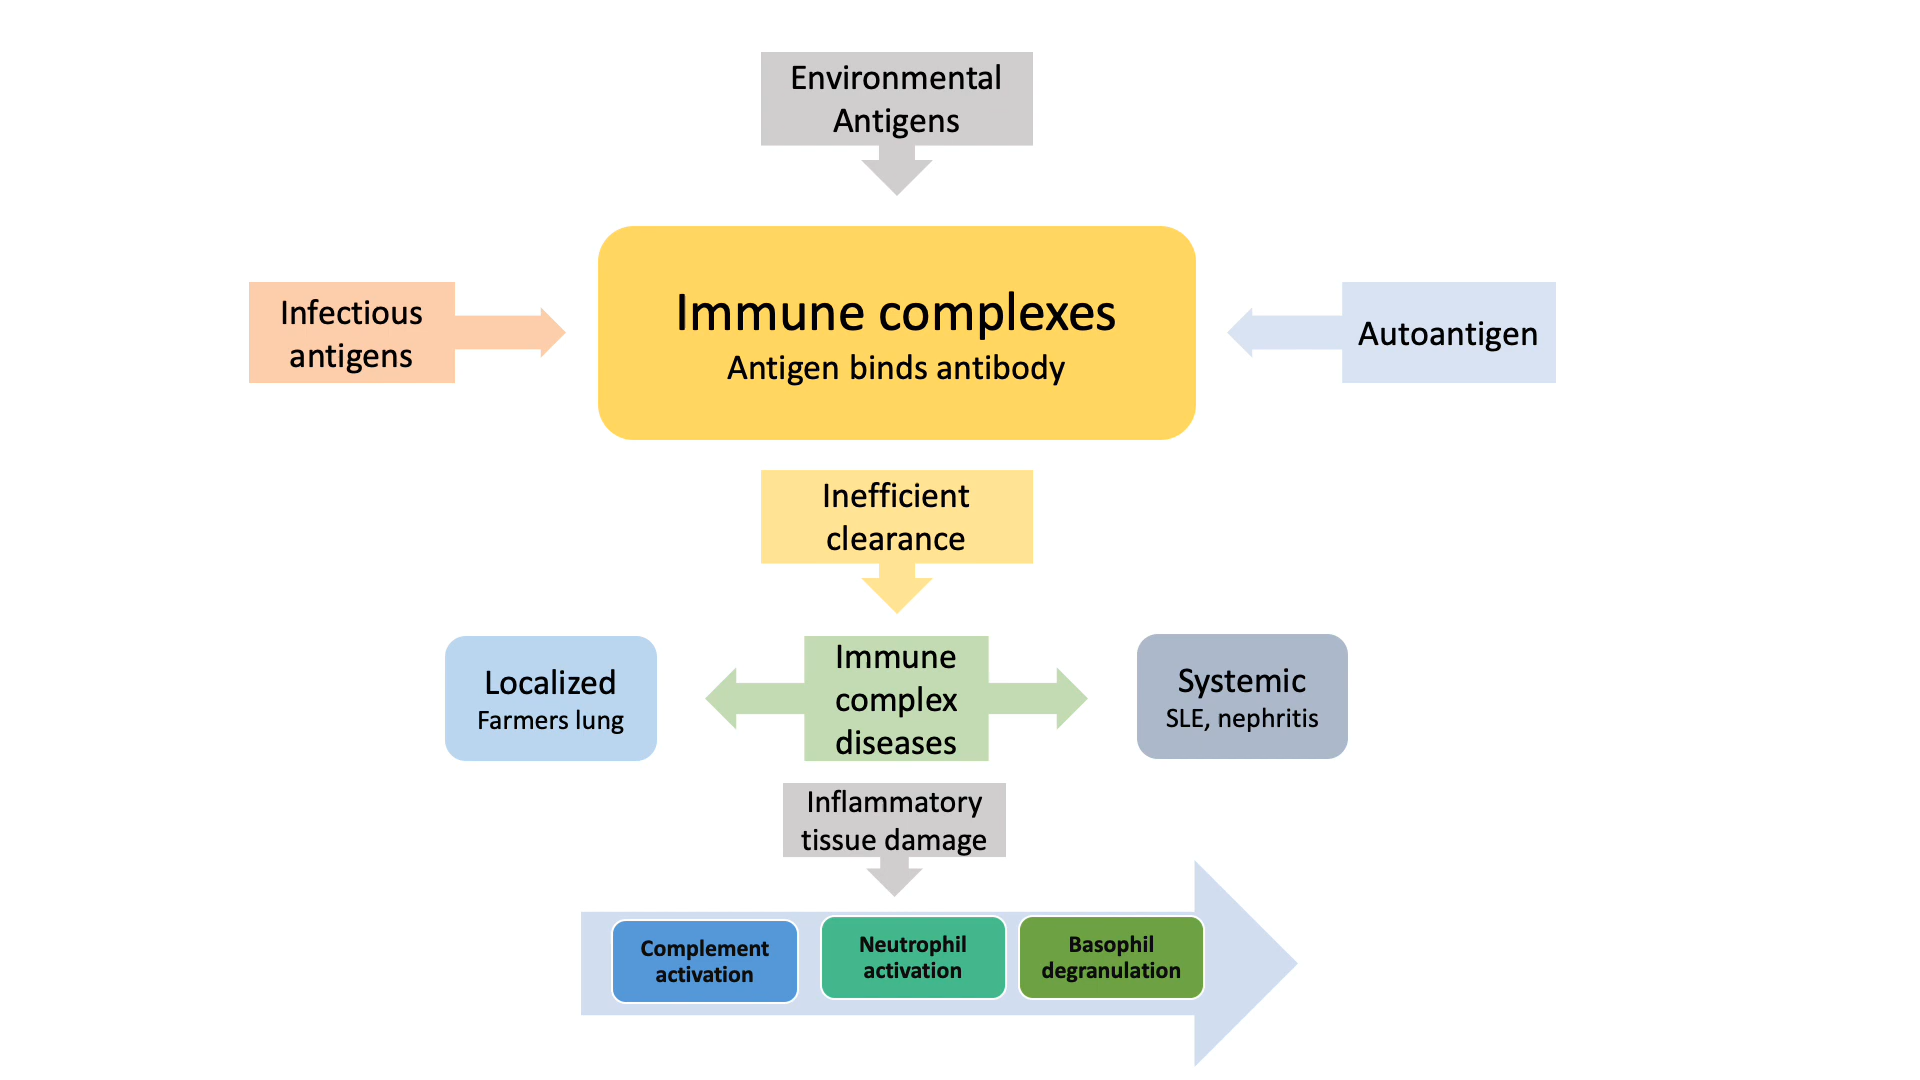 Environmental
Antigens
Immune complexes
Antigen binds antibody
Infectious
antigens
Autoantigen
Inefficient
clearance
Localized
Farmers lung
Immune
complex
diseases
Systemic
SLE, nephritis
Inflammatory
tissue damage
Complement
activation
Neutrophil
activation
Basophil
degranulation